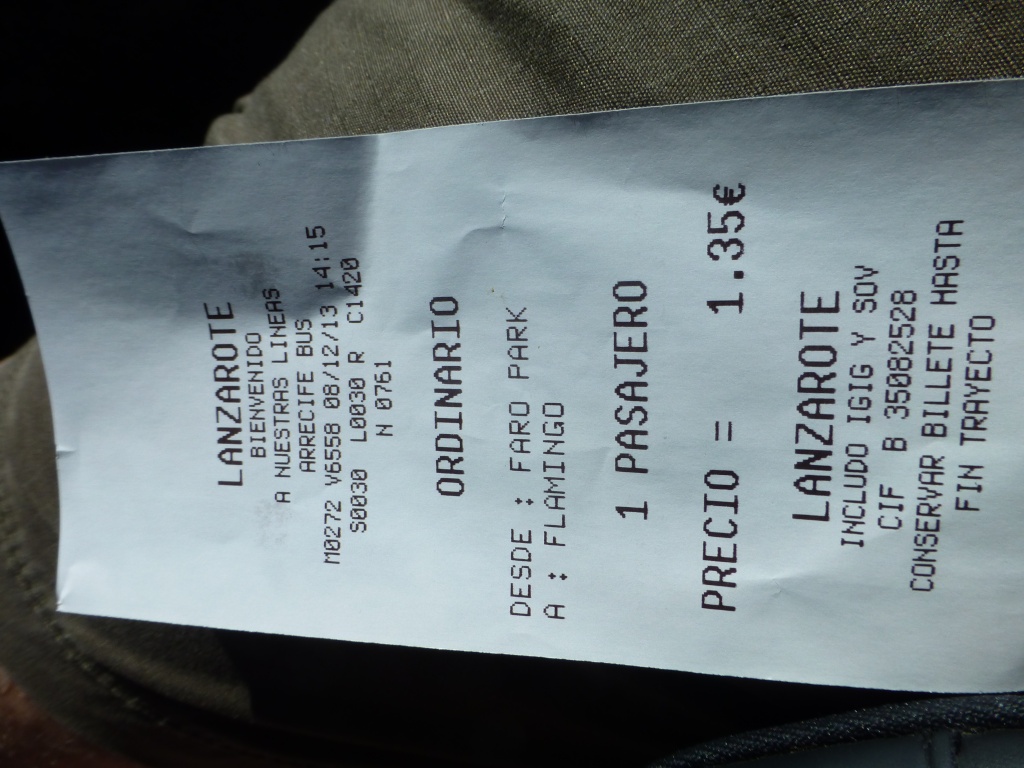 LANZAROTE
BIENVENIDO
A NUESTRAS LINEAS
ARRECIFE BUS
M0272 V6558 08/12/13 14:15
S0030 L0030 R C1420
N 0761
ORDINARIO
DESDE : FARO PARK
A : FLAMINGO
1 PASAJERO
PRECIO = 1.35€
LANZAROTE
INCLUDO IGIG Y SOV
CIF B 35082528
CONSERVAR BILLETE HASTA
FIN TRAYECTO